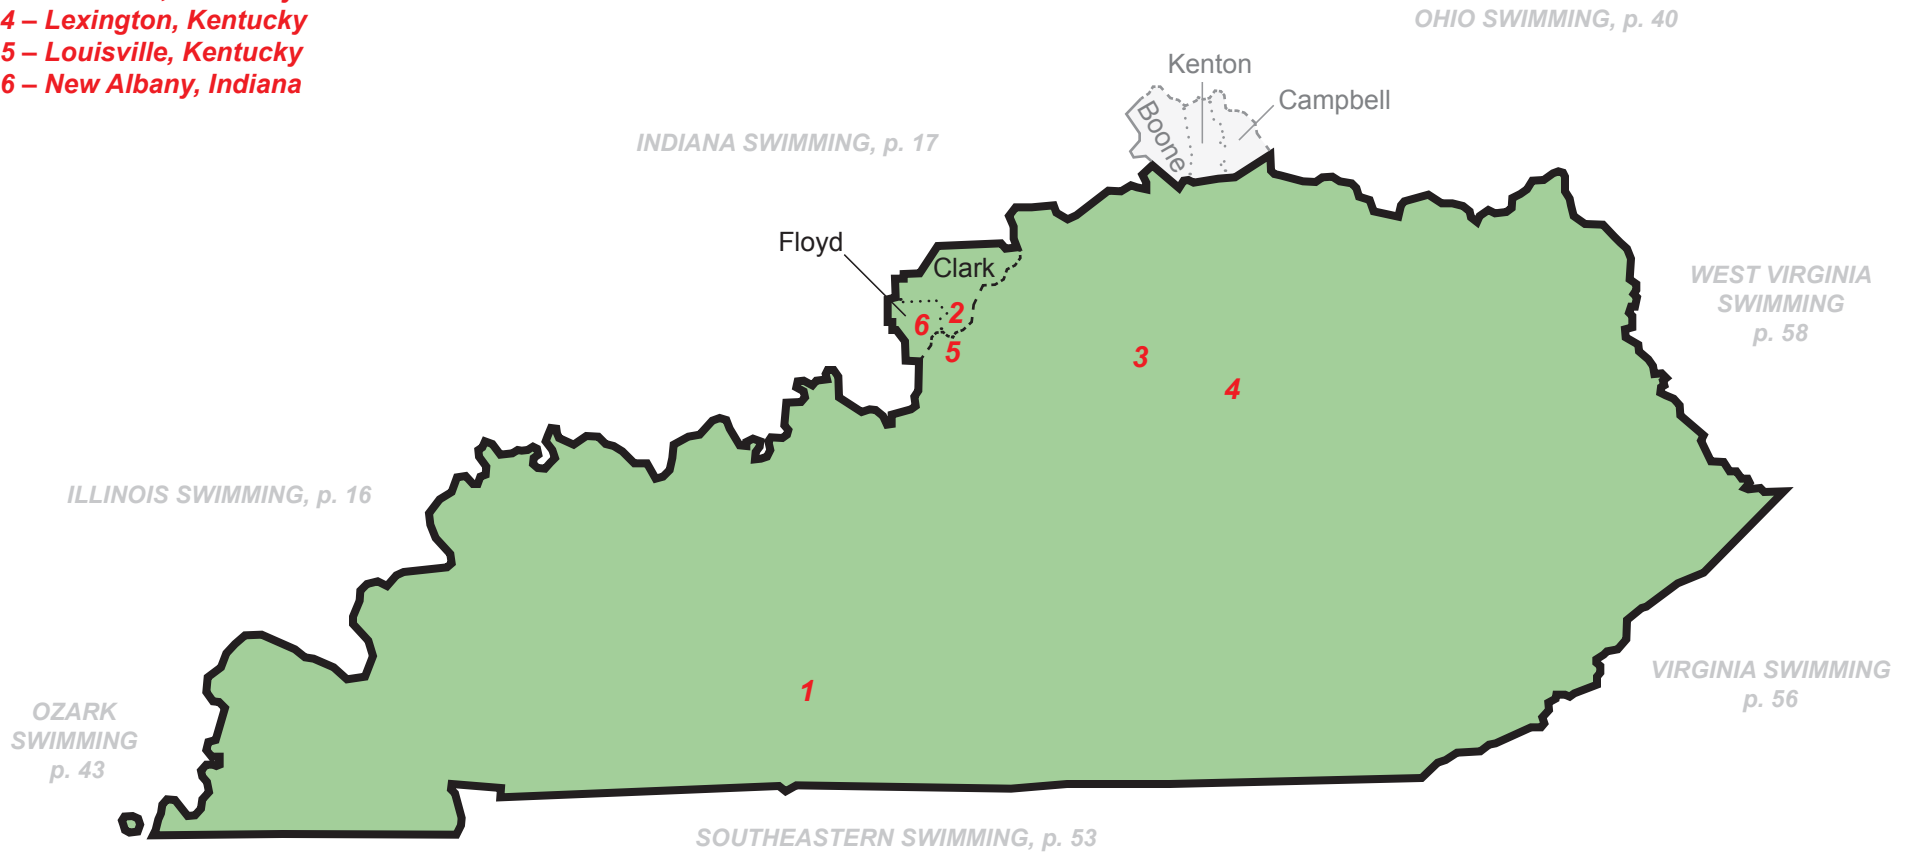 4 – Lexington, Kentucky
5 – Louisville, Kentucky
6 – New Albany, Indiana
OHIO SWIMMING, p. 40
Kenton
Campbell
Boone
INDIANA SWIMMING, p. 17
Floyd
Clark
WEST VIRGINIA
SWIMMING
p. 58
2
6
5
3
4
ILLINOIS SWIMMING, p. 16
VIRGINIA SWIMMING
p. 56
1
OZARK
SWIMMING
p. 43
SOUTHEASTERN SWIMMING, p. 53